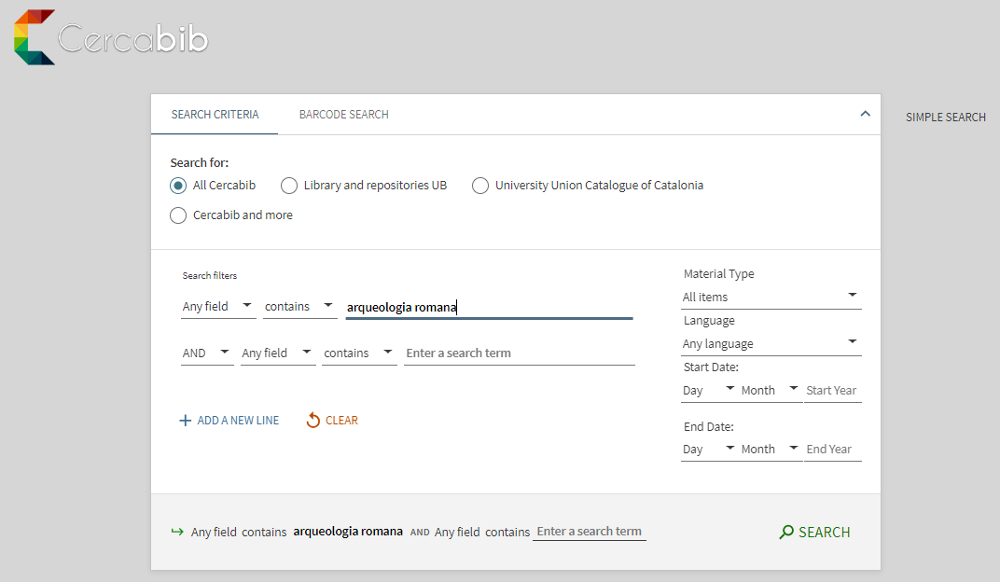 Cercabib
SEARCH CRITERIA BARCODE SEARCH
SIMPLE SEARCH
Search for:
All Cercabib Library and repositories UB University Union Catalogue of Catalonia
Cercabib and more
Search filters
Any field contains arqueologia romana
AND Any field contains Enter a search term
ADD A NEW LINE CLEAR
Material Type
All items
Language
Any language
Start Date:
Day Month Start Year
End Date:
Day Month End Year
Any field contains arqueologia romana AND Any field contains Enter a search term
SEARCH